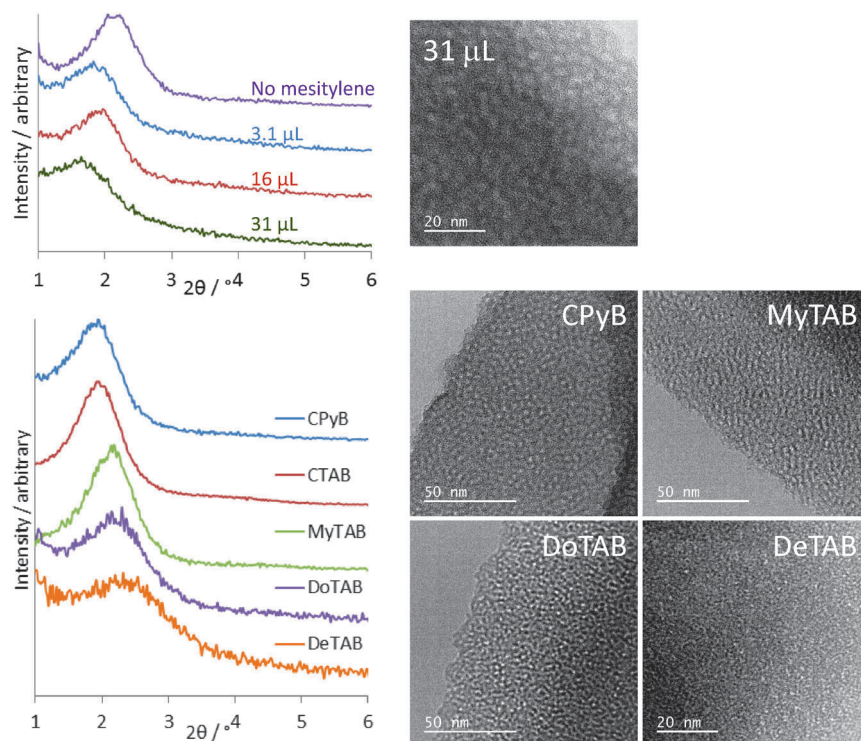 Intensity / arbitrary
No mesitylene
3.1 µL
16 µL
31 µL
1 2 3 4 5 6
2θ / °
31 µL
20 nm
Intensity / arbitrary
CPyB
CTAB
MyTAB
DoTAB
DeTAB
1 2 3 4 5 6
2θ / °
CPyB
50 nm
MyTAB
50 nm
DoTAB
50 nm
DeTAB
20 nm